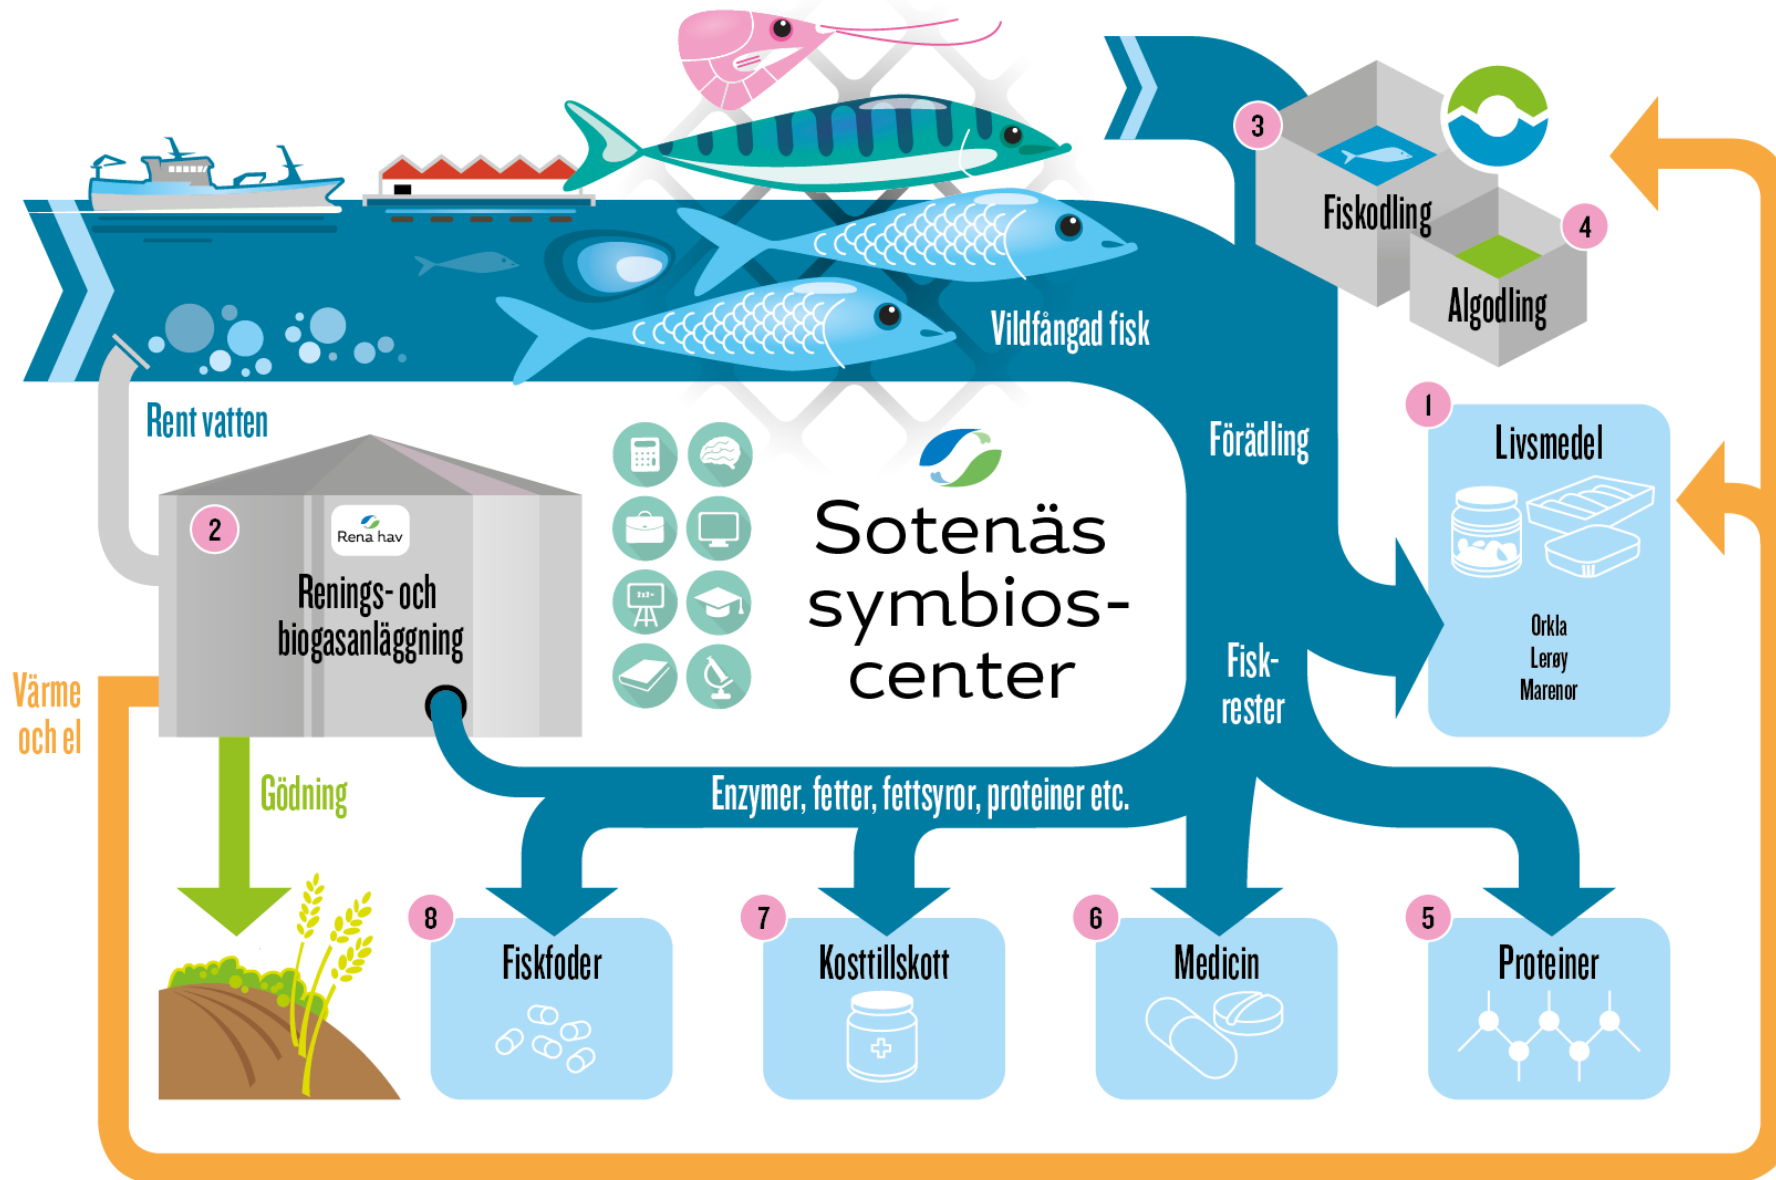 3
Fiskodling
4
Algodling
Vildfångad fisk
Rent vatten
2
Rena hav
Renings- och
biogasanläggning
Sotenäs
symbios-
center
Förädling
1
Livsmedel
Orkla
Lerøy
Marenor
Fisk-
rester
Värme
och el
Gödning
Enzymer, fetter, fettsyror, proteiner etc.
8
Fiskfoder
7
Kosttillskott
6
Medicin
5
Proteiner